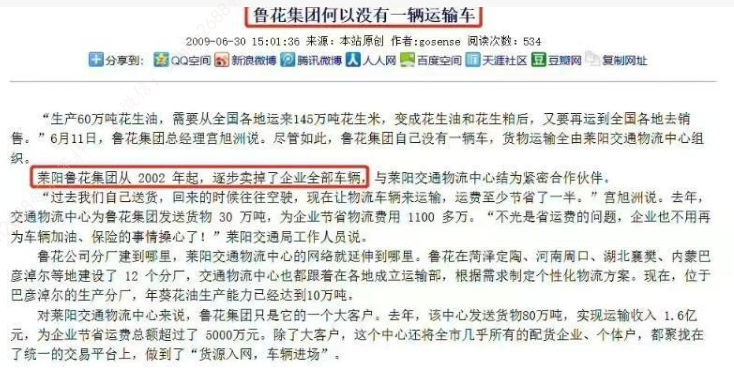 鲁花集团何以没有一辆运输车
2009-06-30 15:01:36 来源：本站原创 作者:gosense 阅读次数：534
分享到： QQ空间 新浪微博 腾讯微博 人人网 百度空间 天涯社区 豆瓣网 复制网址
“生产60万吨花生油，需要从全国各地运来145万吨花生米，变成花生油和花生粕后，又要再运到全国各地去销
售。”6月11日，鲁花集团总经理宫旭洲说。尽管如此，鲁花集团自己没有一辆车，货物运输全由莱阳交通物流中心组
织。
莱阳鲁花集团从 2002 年起，逐步卖掉了企业全部车辆，与莱阳交通物流中心结为紧密合作伙伴。
“过去我们自己送货，回来的时候往往空驶，现在让物流车辆来运输，运费至少节省了一半。”宫旭洲说。去年，
交通物流中心为鲁花集团发送货物 30 万吨，为企业节省物流费用 1100 多万。“不光是省运费的问题，企业也不用再
为车辆加油、保险的事情操心了！”莱阳交通局工作人员说。
鲁花公司分厂建到哪里，莱阳交通物流中心的网络就延伸到哪里。鲁花在菏泽定陶、河南周口、湖北襄樊、内蒙巴
彦淖尔等地建设了 12 个分厂，交通物流中心也都跟着在各地成立运输部，根据需求制定个性化物流方案。现在，位于
巴彦淖尔的生产分厂，年葵花油生产能力已经达到10万吨。
对莱阳交通物流中心来说，鲁花集团只是它的一个大客户。去年，该中心发送货物80万吨，实现运输收入 1.6亿
元，为企业节省运费总额超过了 5000万元。除了大客户，这个中心还将全市几乎所有的配货企业、个体户，都聚拢在
了统一的交易平台上，做到了“货源入网，车辆进场”。